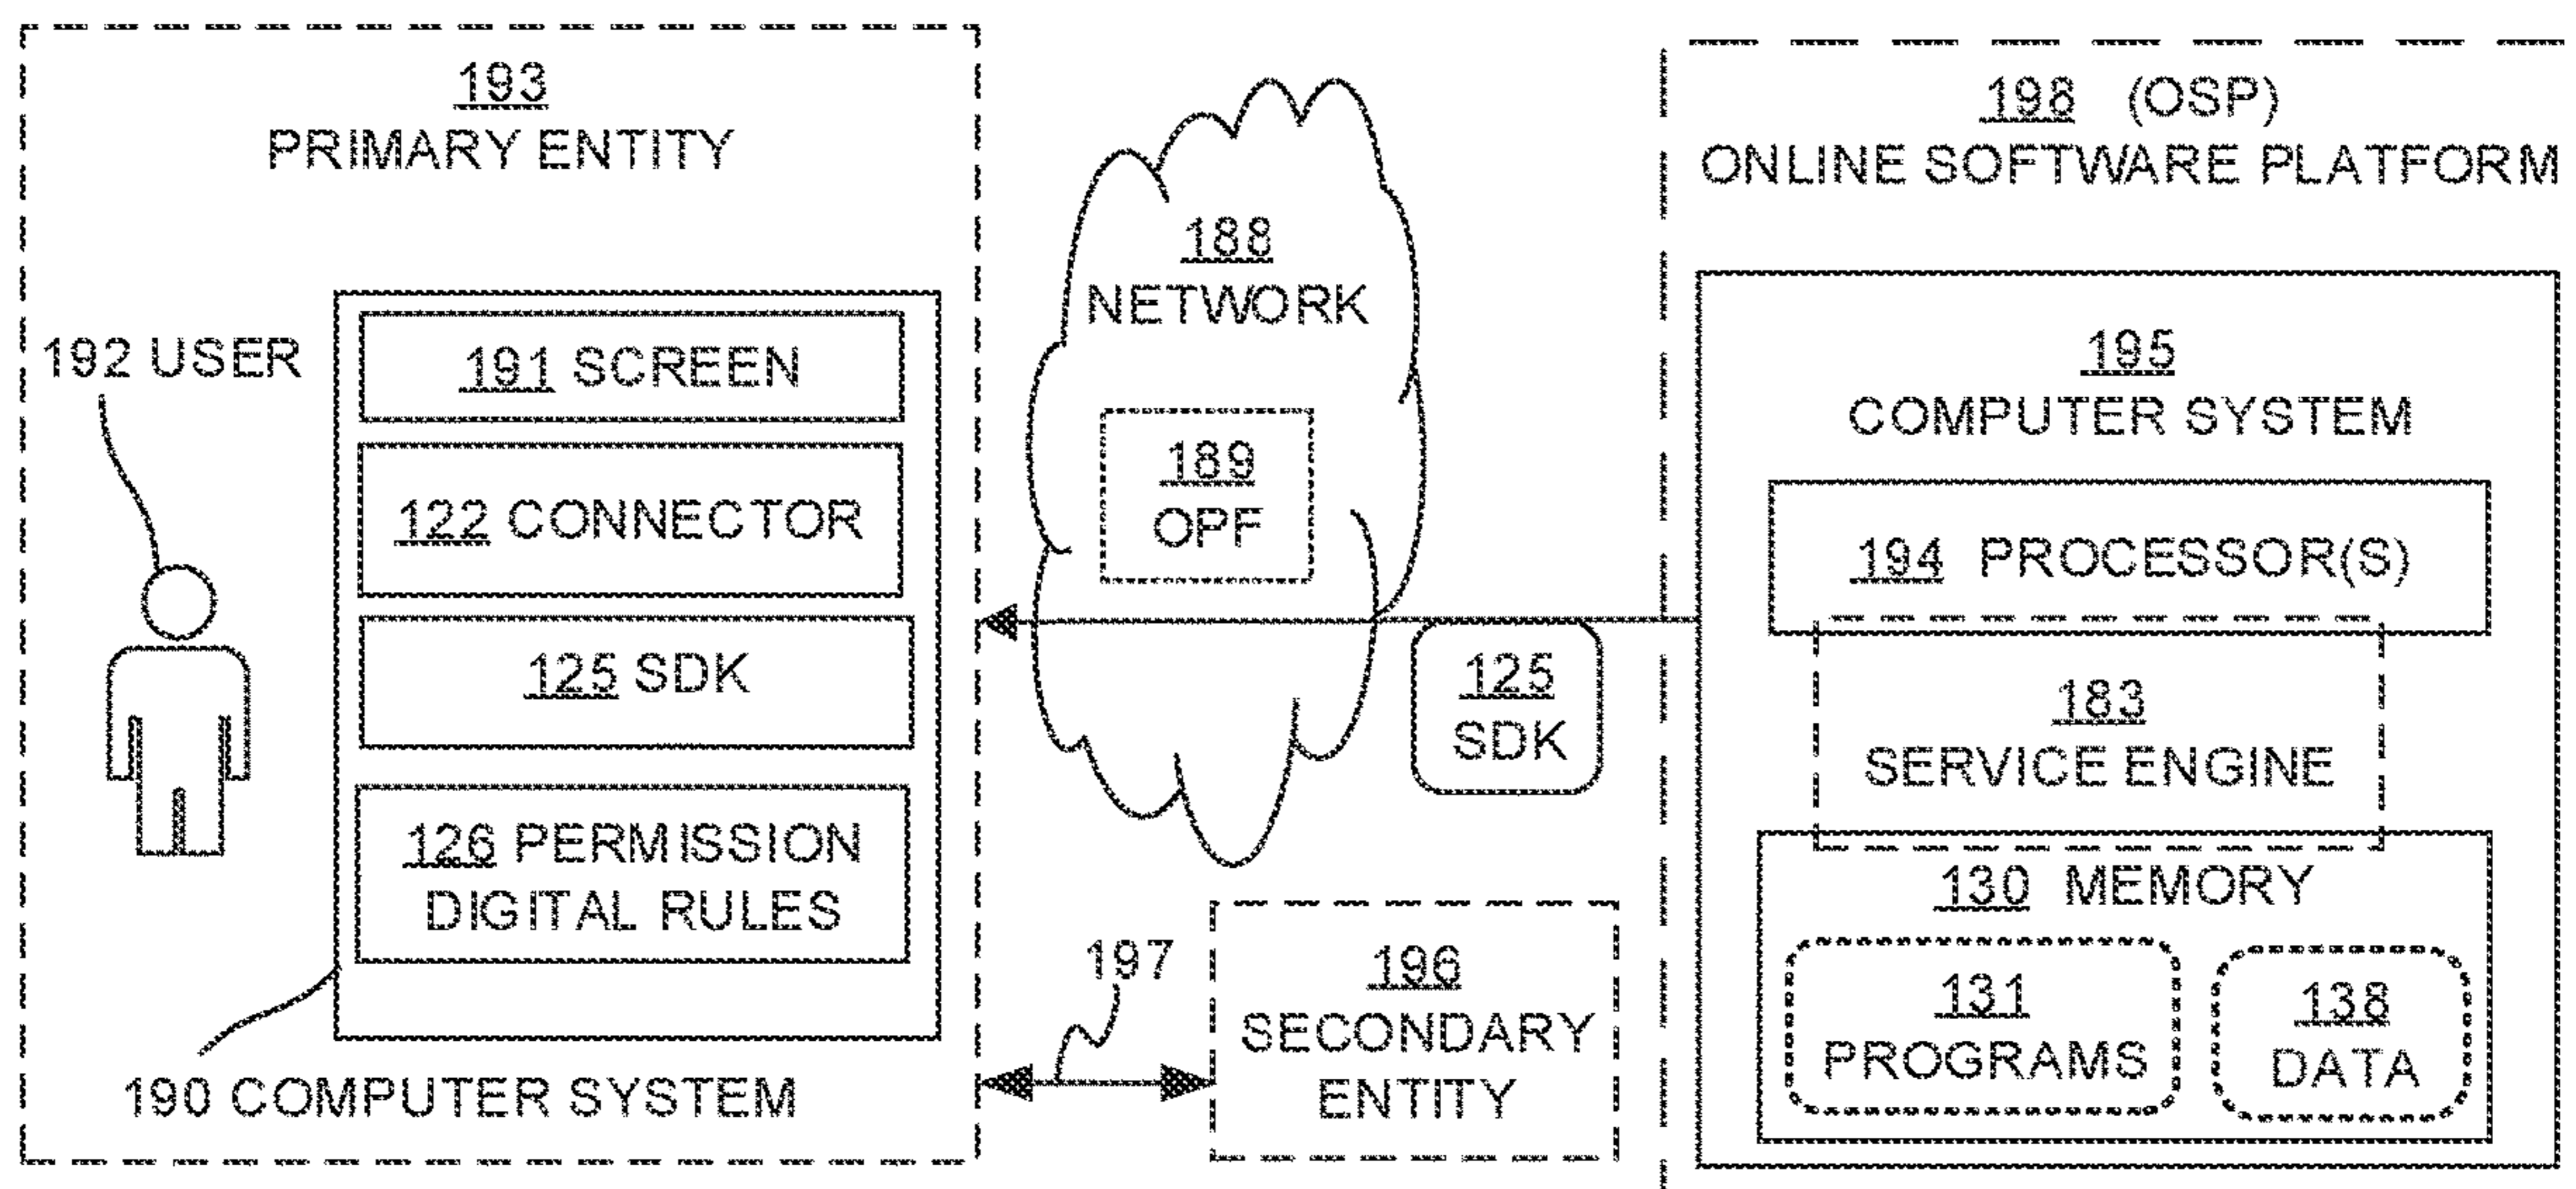 193
PRIMARY ENTITY
192 USER
191 SCREEN
122 CONNECTOR
125 SDK
126 PERMISSION
DIGITAL RULES
190 COMPUTER SYSTEM
188
NETWORK
189
OPF
125
SDK
197
196
SECONDARY
ENTITY
198 (OSP)
ONLINE SOFTWARE PLATFORM
195
COMPUTER SYSTEM
194 PROCESSOR(S)
183
SERVICE ENGINE
130 MEMORY
131
PROGRAMS
138
DATA